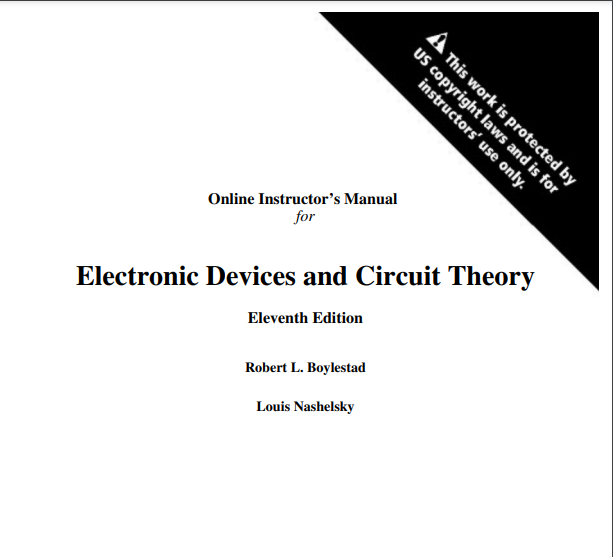 This work is protected by
US copyright laws and is for
instructors' use only.
Online Instructor's Manual
for
Electronic Devices and Circuit Theory
Eleventh Edition
Robert L. Boylestad
Louis Nashelsky